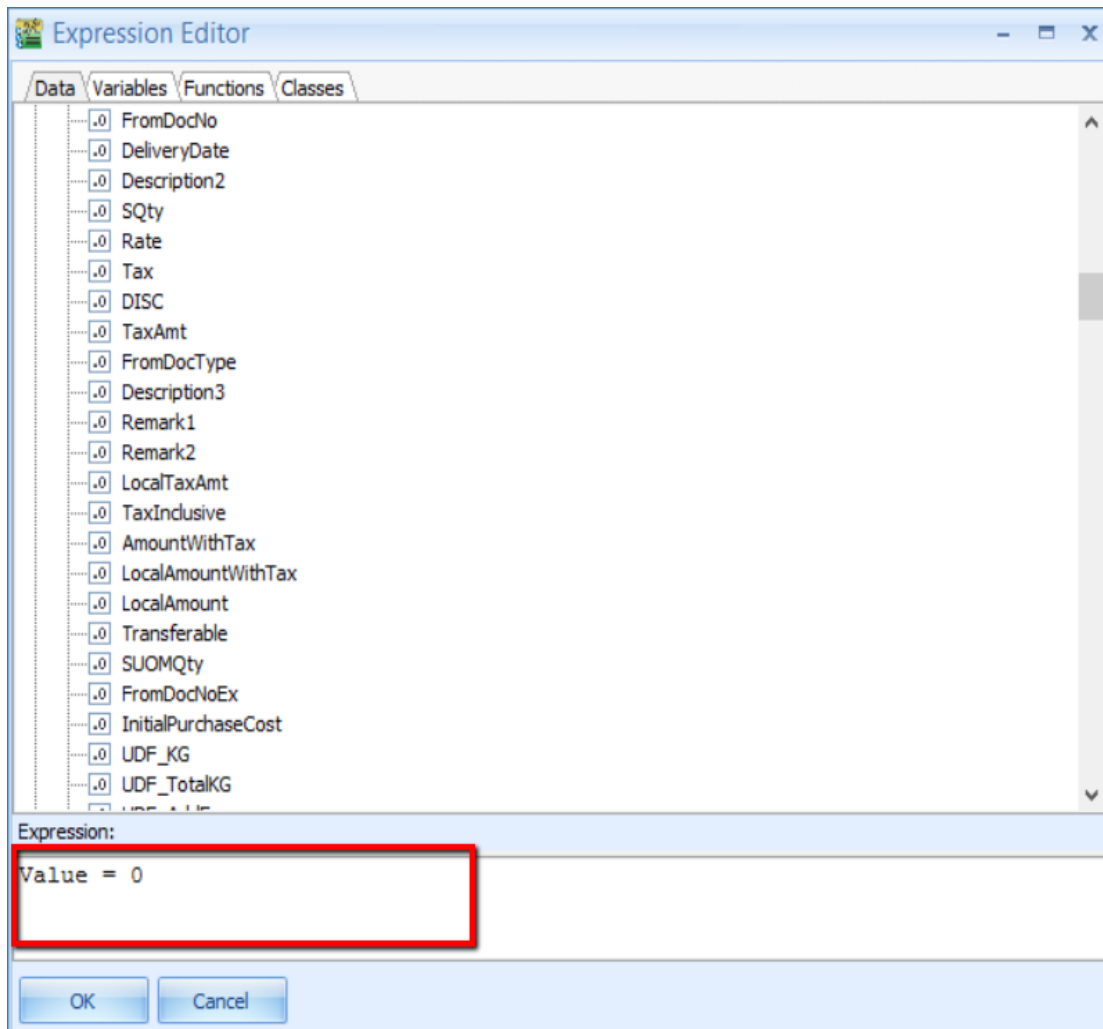 Expression Editor
Data Variables Functions Classes
FromDocNo
DeliveryDate
Description2
SQty
Rate
Tax
DISC
TaxAmt
FromDocType
Description3
Remark1
Remark2
LocalTaxAmt
TaxInclusive
AmountWithTax
LocalAmountWithTax
LocalAmount
Transferable
SUOMQty
FromDocNoEx
InitialPurchaseCost
UDF_KG
UDF_TotalKG
Expression:
Value = 0
OK Cancel